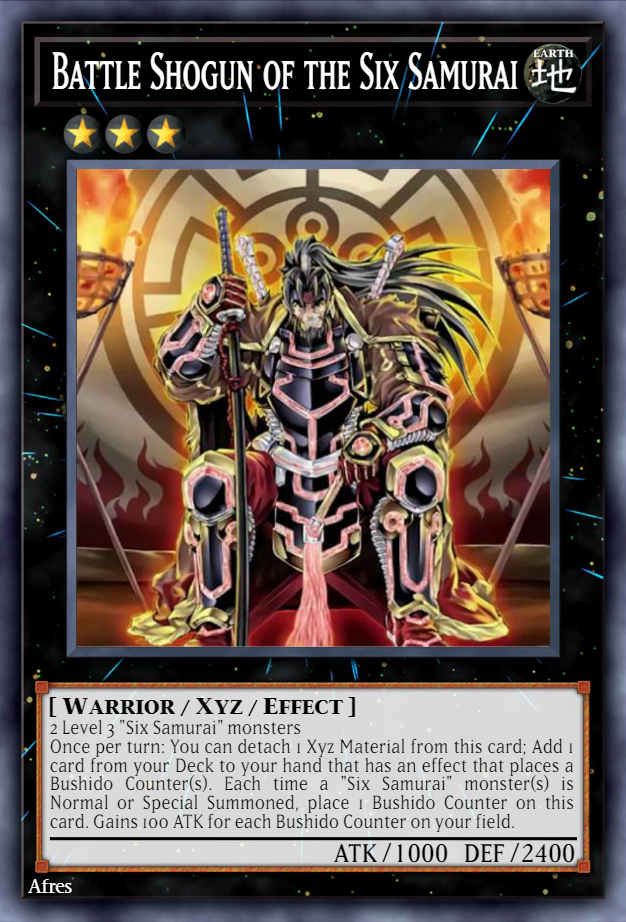 Battle Shogun of the Six Samurai
EARTH
地
[ Warrior / Xyz / Effect ]
2 Level 3 "Six Samurai" monsters
Once per turn: You can detach 1 Xyz Material from this card; Add 1
card from your Deck to your hand that has an effect that places a
Bushido Counter(s). Each time a "Six Samurai" monster(s) is
Normal or Special Summoned, place 1 Bushido Counter on this
card. Gains 100 ATK for each Bushido Counter on your field.
ATK/1000 DEF/2400
Afres